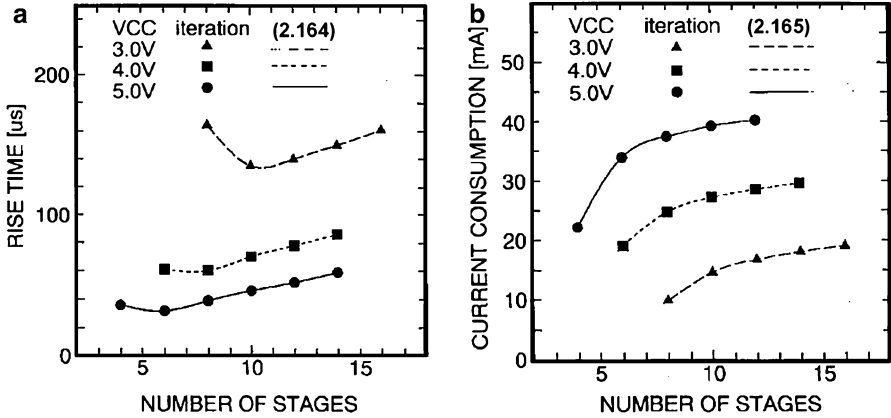 a
VCC iteration (2.164)
3.0V
4.0V
5.0V
200
100
0
5 10 15
RISE TIME [us]
NUMBER OF STAGES
b
VCC iteration (2.165)
3.0V
4.0V
5.0V
50
40
30
20
10
0
5 10 15
CURRENT CONSUMPTION [mA]
NUMBER OF STAGES